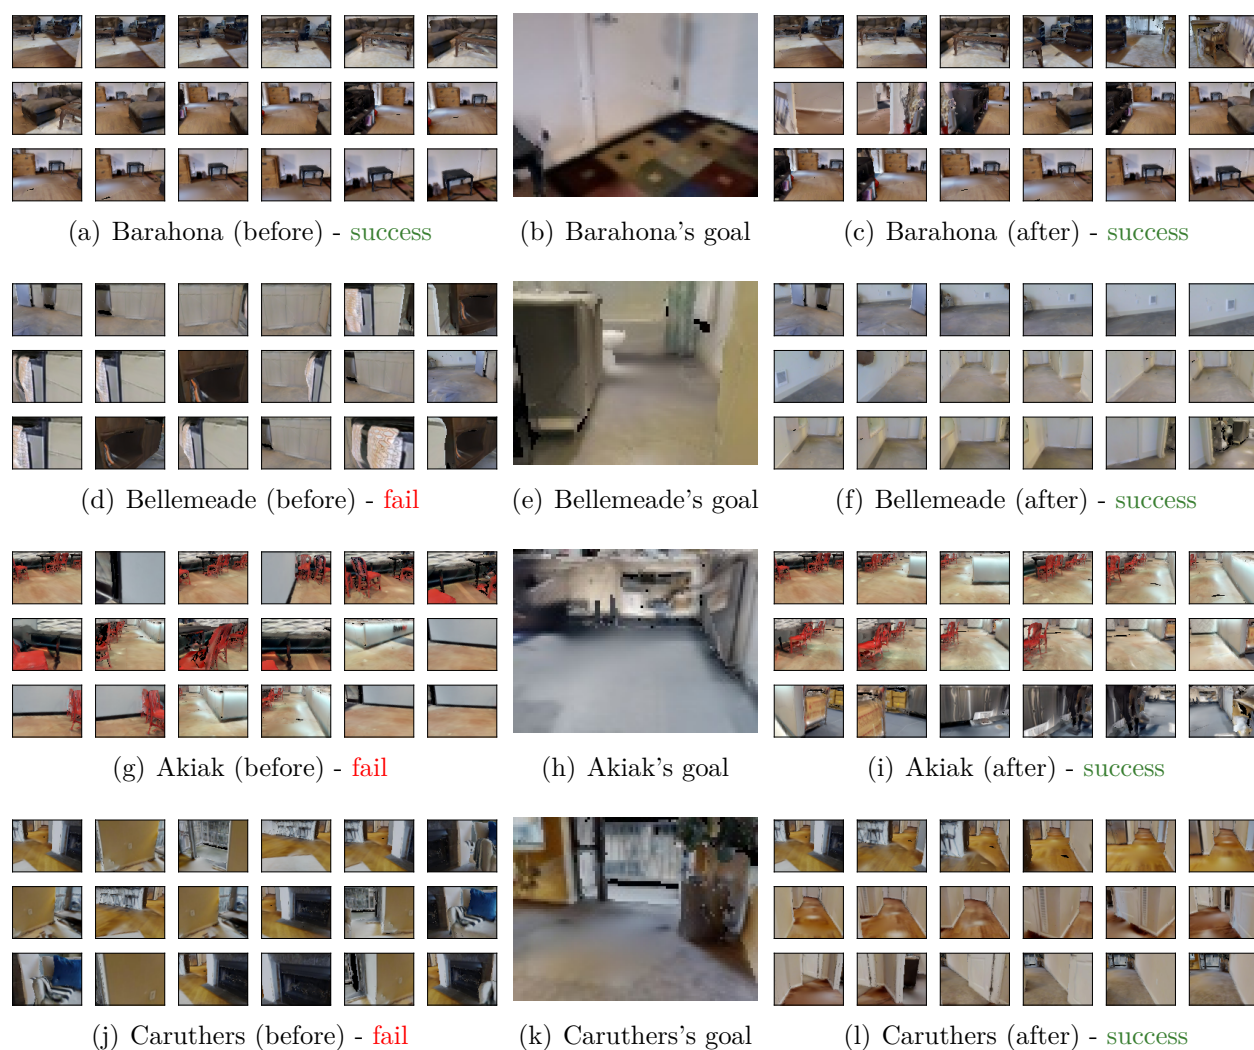 (a) Barahona (before) - success
(b) Barahona's goal
(c) Barahona (after) - success
(d) Bellemeade (before) - fail
(e) Bellemeade's goal
(f) Bellemeade (after) - success
(g) Akiak (before) - fail
(h) Akiak's goal
(i) Akiak (after) - success
(j) Caruthers (before) - fail
(k) Caruthers's goal
(l) Caruthers (after) - success